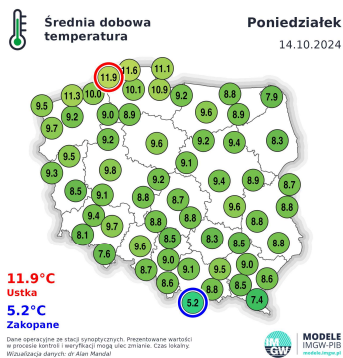 Średnia dobowa
temperatura
Poniedziałek
14.10.2024
11.9 11.6 11.1
11.3 10.0 10.1 10.9 9.2 8.8 7.9
9.5 9.2 9.0 8.9 9.6 8.9
9.7 9.2 9.6 9.2 9.4 8.3
9.5 9.8 9.1
9.3 9.2 9.4 8.9 8.7
8.5 9.1 8.8 8.7 9.6 8.8
9.4 9.7 8.8 8.8 8.8
8.1 9.6 8.5 8.3 8.5 8.8
7.6 8.7 9.0 9.1 9.5 9.0
8.6 8.8 8.5 8.6
5.2 7.4
11.9°C
Ustka
5.2°C
Zakopane
Dane operacyjne ze stacji synoptycznych. Prezentowane wartości
w procesie kontroli i weryfikacji mogą ulec zmianie. Czas lokalny.
Wizualizacja danych: dr Alan Mandal
IM
GW
MODELE
IMGW-PIB
modele.imgw.pl